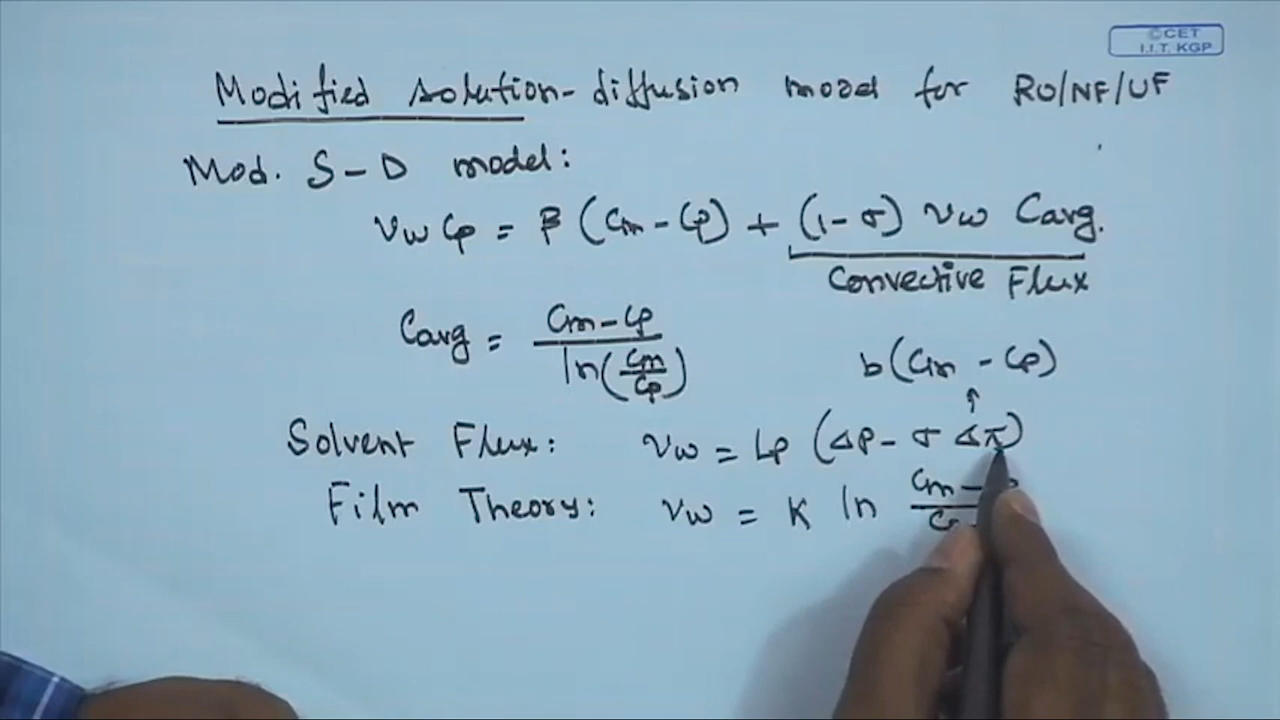 ©CET
I.I.T. KGP
Modified solution-diffusion model for RO/NF/UF
Mod. S-D model:
Vw Cp = B (Cm - Cp) + (1-σ) Vw Cavg.
Convective Flux
Cavg = Cm-Cp / ln(Cm/Cp)
b(Cm - Cp)
↑
Solvent Flux: Vw = Lp (ΔP - σ Δπ)
Film Theory: Vw = K ln Cm-